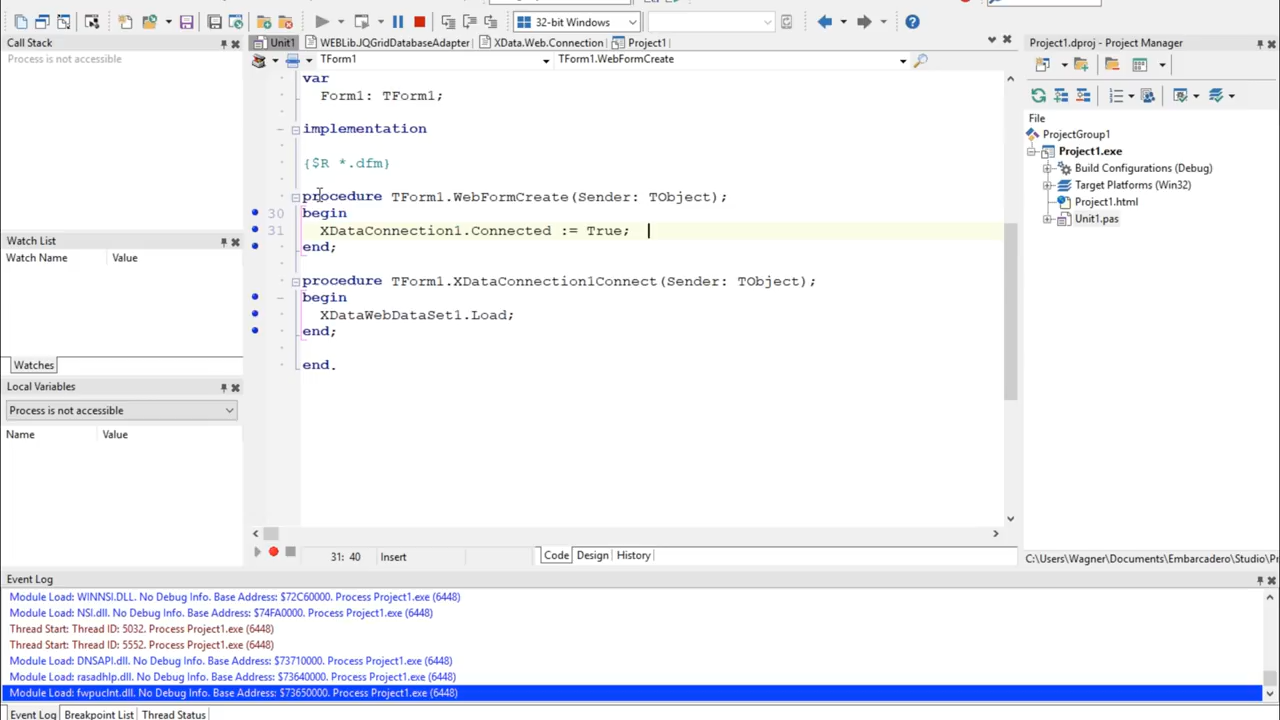 32-bit Windows
Call Stack
Process is not accessible
Unit1
WEBLib.JQGridDatabaseAdapter
XData.Web.Connection
Project1
TForm1
TForm1.WebFormCreate
var
Form1: TForm1;
implementation
{$R *.dfm}
procedure TForm1.WebFormCreate(Sender: TObject);
30
begin
31
XDataConnection1.Connected := True;
end;
procedure TForm1.XDataConnection1Connect(Sender: TObject);
begin
XDataWebDataSet1.Load;
end;
end.
Watch List
Watch Name Value
Watches
Local Variables
Process is not accessible
Name Value
31: 40
Insert
Code
Design
History
Project1.dproj - Project Manager
File
ProjectGroup1
Project1.exe
Build Configurations (Debug)
Target Platforms (Win32)
Project1.html
Unit1.pas
C:\Users\Wagner\Documents\Embarcadero\Studio\Pr
Event Log
Module Load: WINNSI.DLL. No Debug Info. Base Address: $72C60000. Process Project1.exe (6448)
Module Load: NSI.dll. No Debug Info. Base Address: $74FA0000. Process Project1.exe (6448)
Thread Start: Thread ID: 5032. Process Project1.exe (6448)
Thread Start: Thread ID: 5552. Process Project1.exe (6448)
Module Load: DNSAPI.dll. No Debug Info. Base Address: $73710000. Process Project1.exe (6448)
Module Load: rasadhlp.dll. No Debug Info. Base Address: $73640000. Process Project1.exe (6448)
Module Load: fwpuclnt.dll. No Debug Info. Base Address: $73650000. Process Project1.exe (6448)
Event Log
Breakpoint List
Thread Status